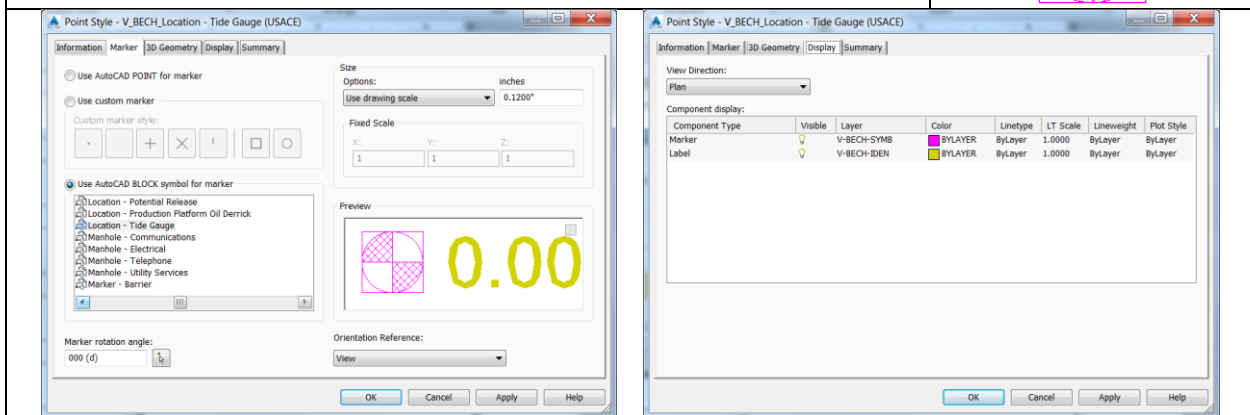 Point Style - V_BECH_Location - Tide Gauge (USACE)
Information Marker 3D Geometry Display Summary
Use AutoCAD POINT for marker
Use custom marker
Custom marker style:
Use AutoCAD BLOCK symbol for marker
Location - Potential Release
Location - Production Platform Oil Derrick
Location - Tide Gauge
Manhole - Communications
Manhole - Electrical
Manhole - Telephone
Manhole - Utility Services
Marker - Barrier
Marker rotation angle:
000 (d)
Size
Options: inches
Use drawing scale 0.1200"
Fixed Scale
X: Y: Z:
1 1 1
Preview
0.00
Orientation Reference:
View
OK Cancel Apply Help
Point Style - V_BECH_Location - Tide Gauge (USACE)
Information Marker 3D Geometry Display Summary
View Direction:
Plan
Component display:
Component Type Visible Layer Color Linetype LT Scale Lineweight Plot Style
Marker V-BECH-SYMB BYLAYER ByLayer 1.0000 ByLayer ByLayer
Label V-BECH-IDEN BYLAYER ByLayer 1.0000 ByLayer ByLayer
OK Cancel Apply Help